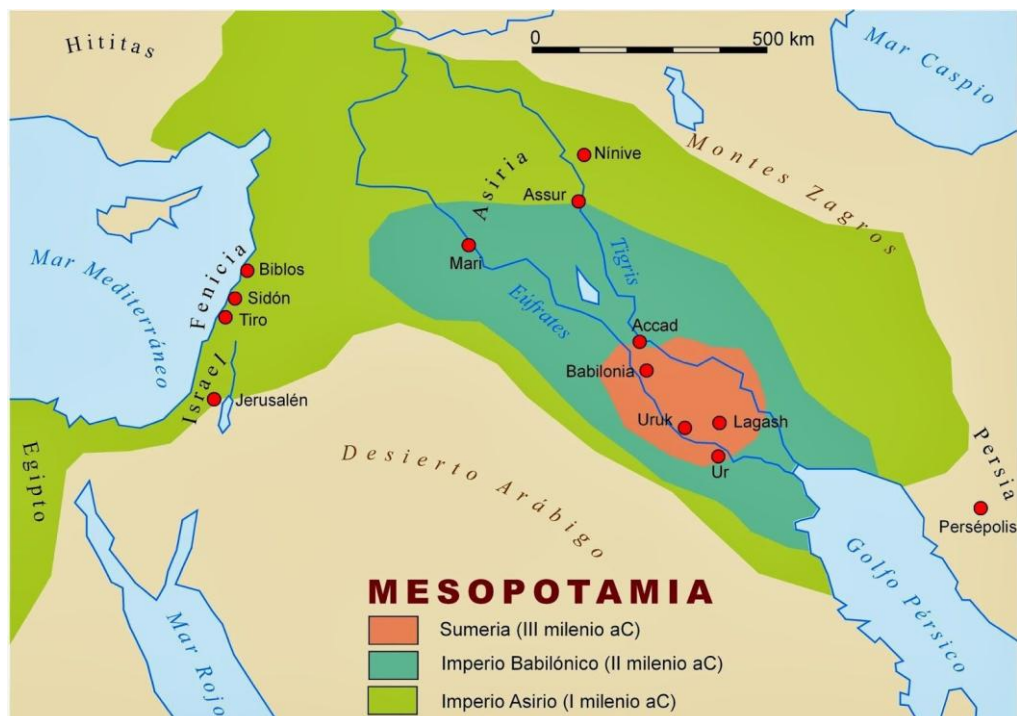 Hititas
0 500 km
Mar Caspio
Montes Zagros
Nínive
Asiria
Assur
Mari
Tigris
Éufrates
Mar Mediterráneo
Fenicia
Biblos
Sidón
Tiro
Israel
Jerusalén
Accad
Babilonia
Uruk
Lagash
Ur
Egipto
Desierto Arábigo
Persia
Persépolis
Golfo Pérsico
Mar Rojo
MESOPOTAMIA
Sumeria (III milenio aC)
Imperio Babilónico (II milenio aC)
Imperio Asirio (I milenio aC)